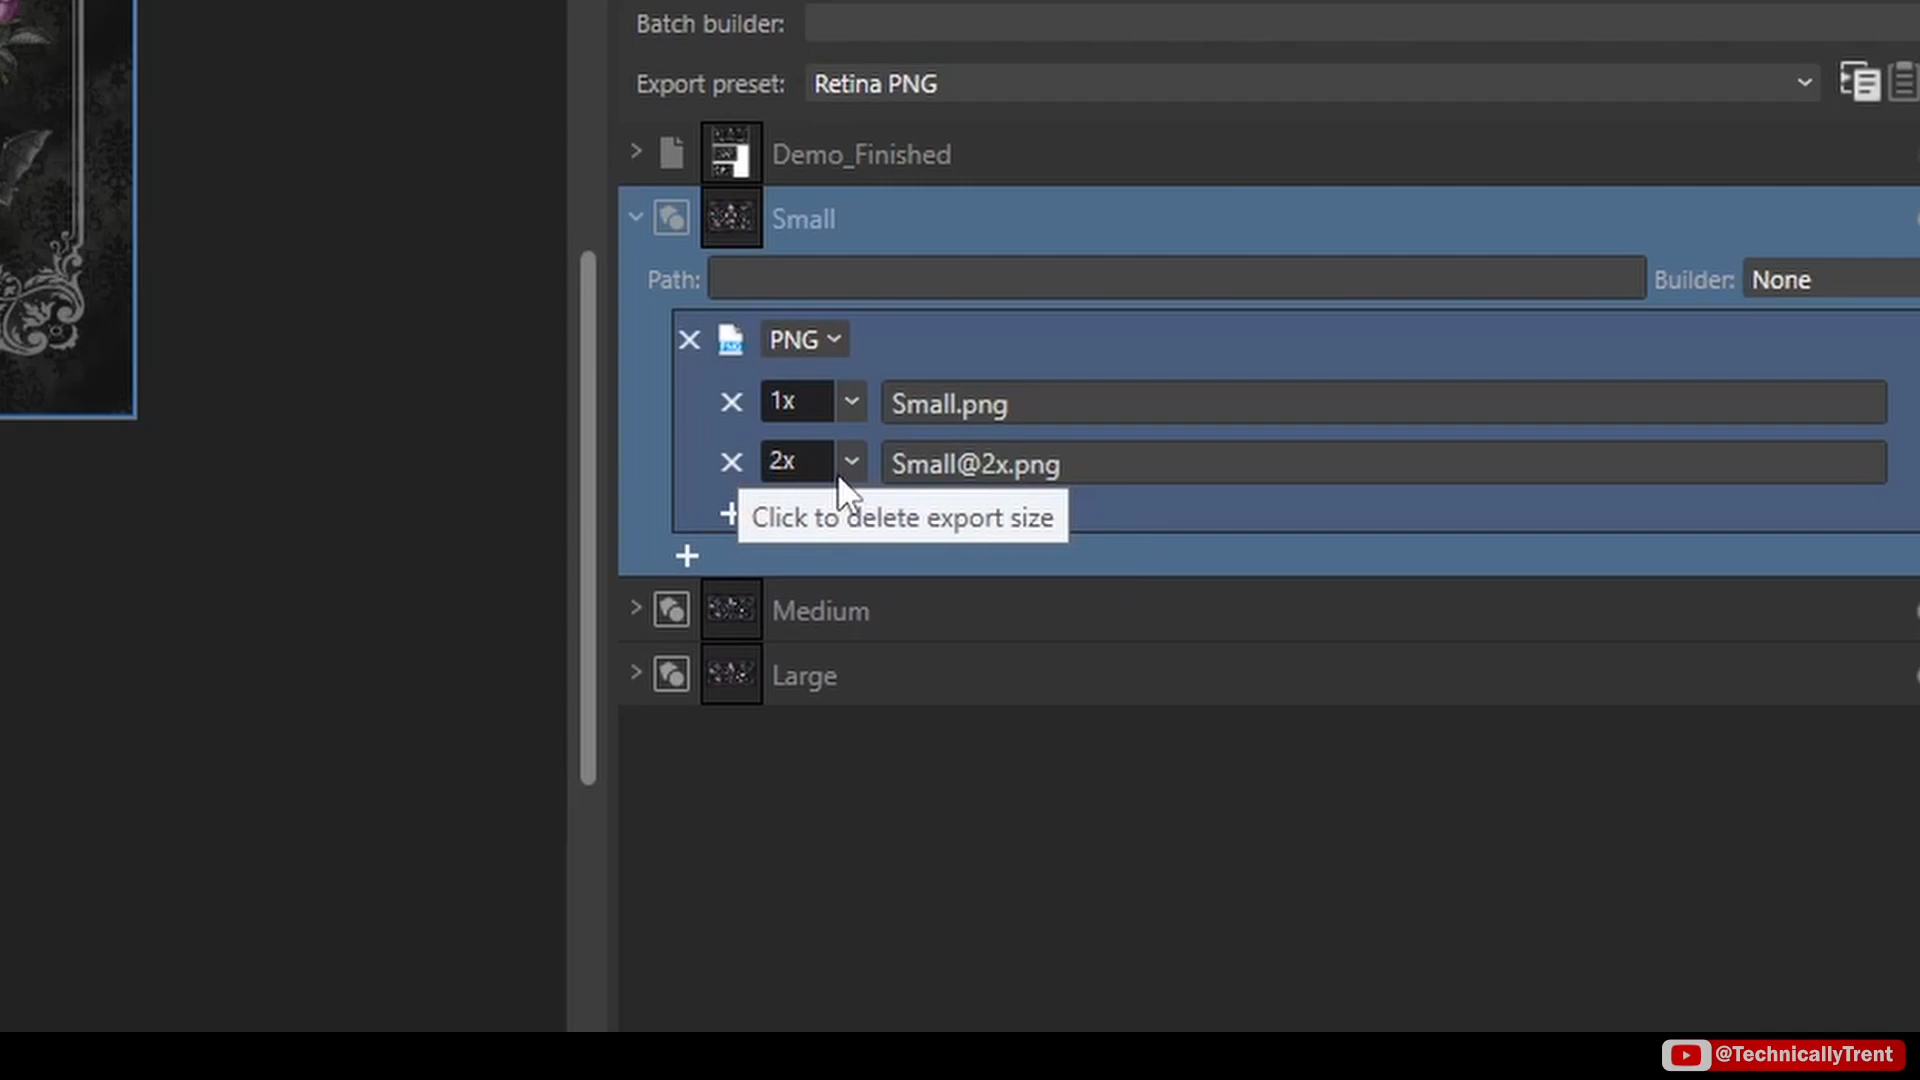 Batch builder:
Export preset: Retina PNG
Demo_Finished
Small
Path: Builder: None
PNG
1x Small.png
2x Small@2x.png
Click to delete export size
Medium
Large
@TechnicallyTrent